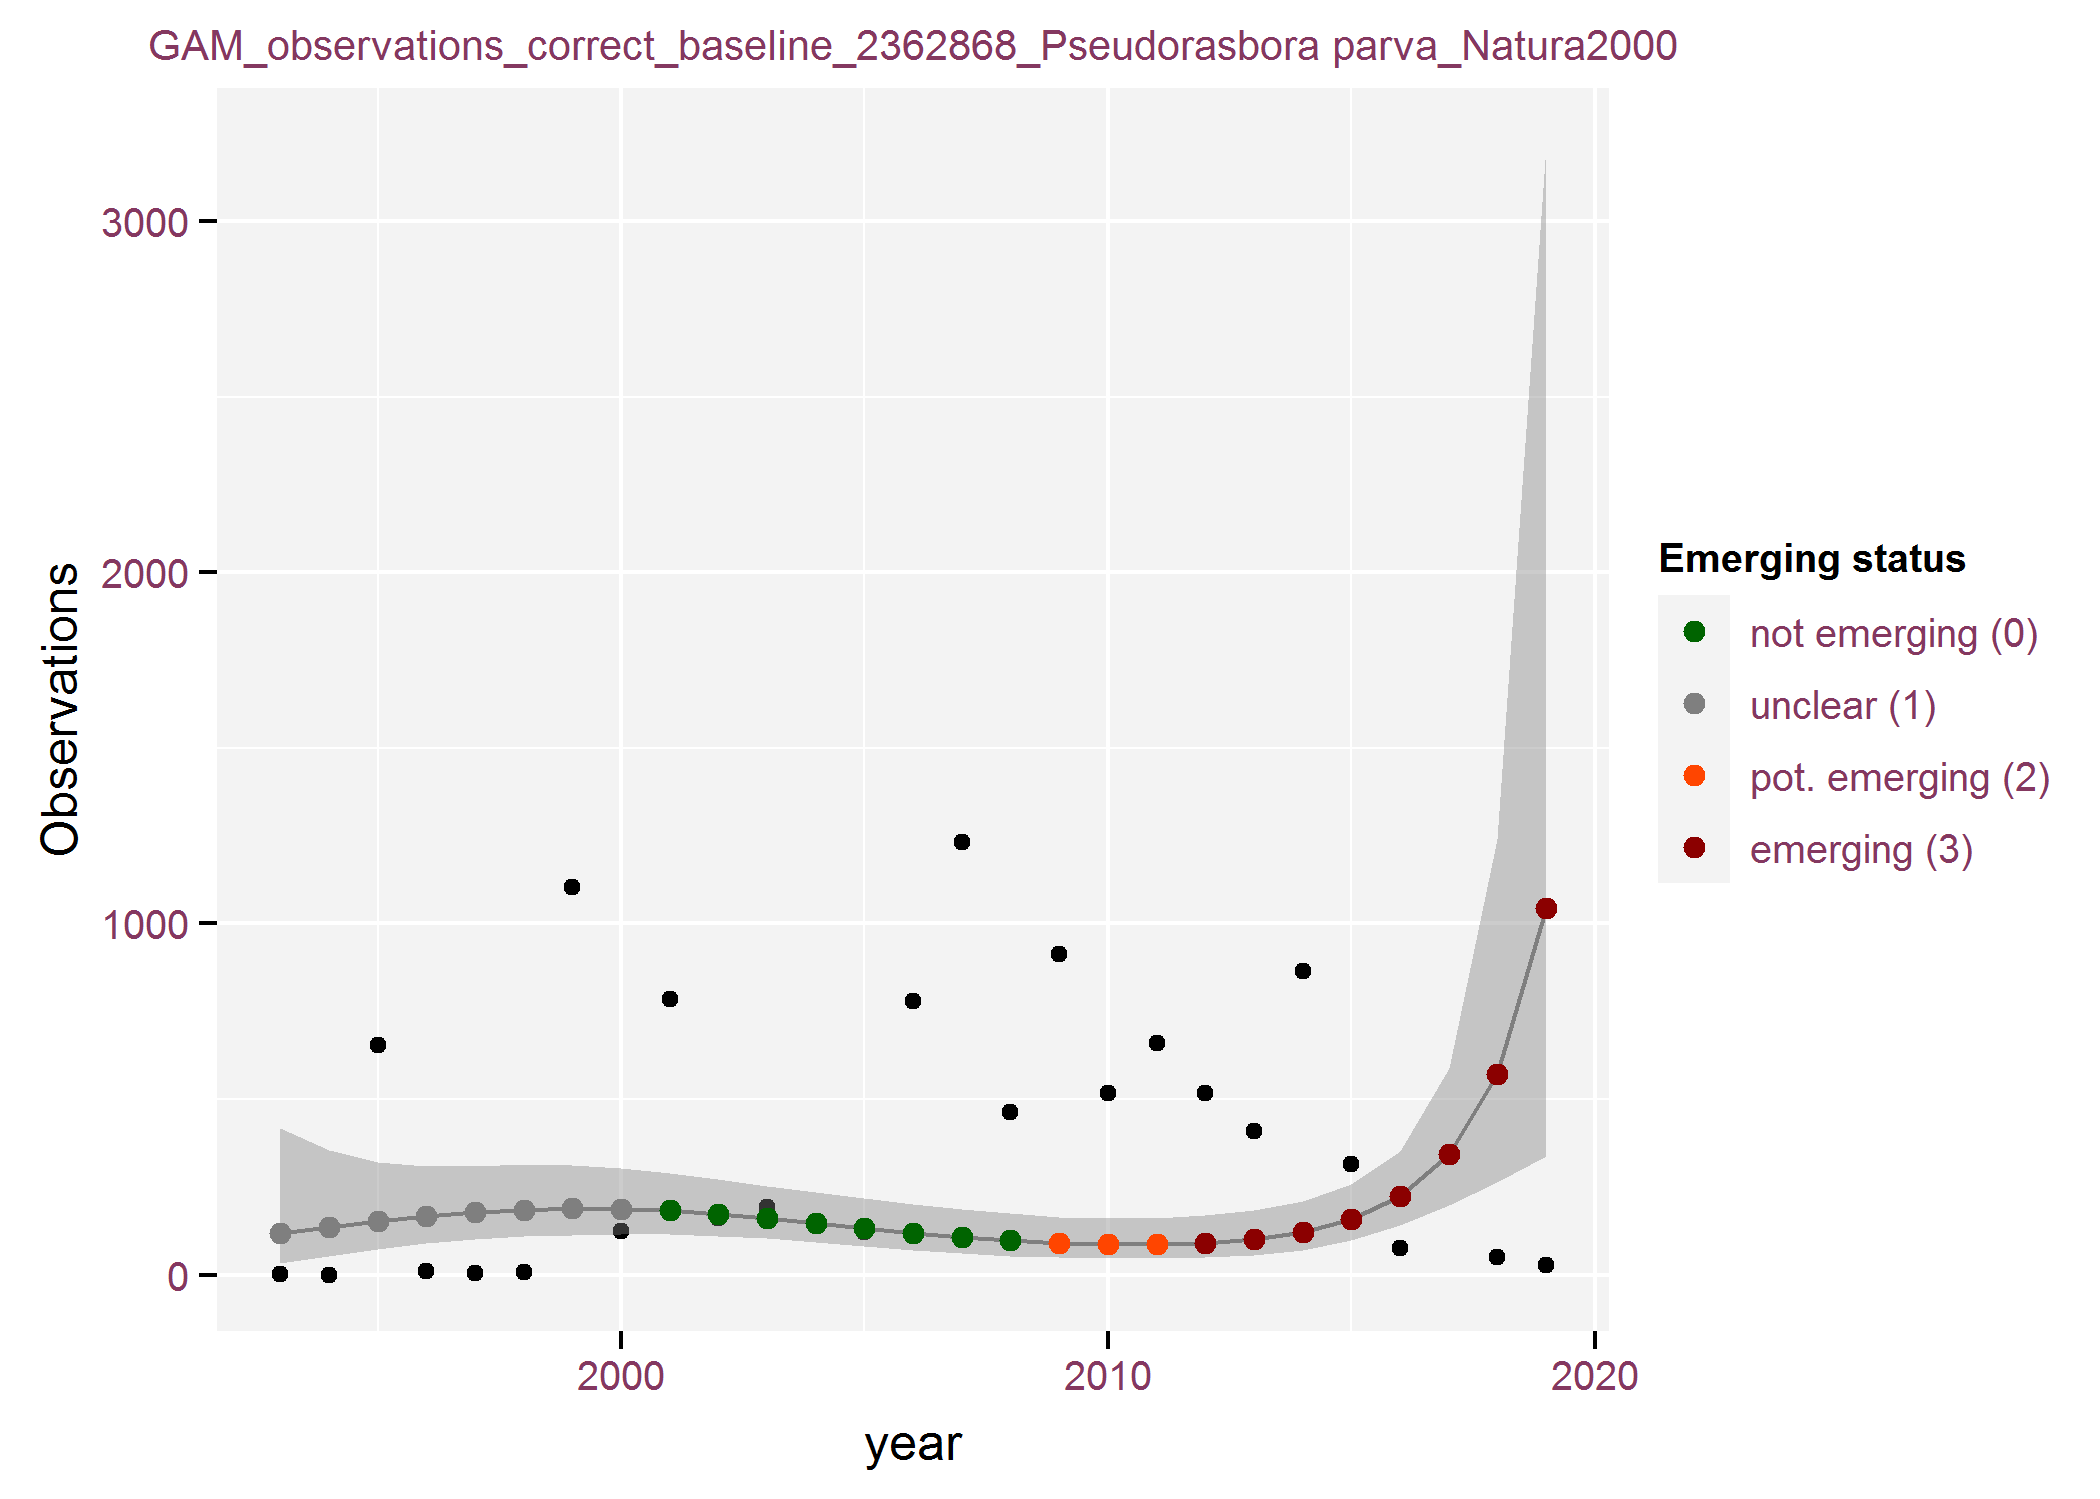 GAM_observations_correct_baseline_2362868_Pseudorasbora parva_Natura2000
Observations
3000
2000
1000
0
2000
2010
2020
year
Emerging status
not emerging (0)
unclear (1)
pot. emerging (2)
emerging (3)